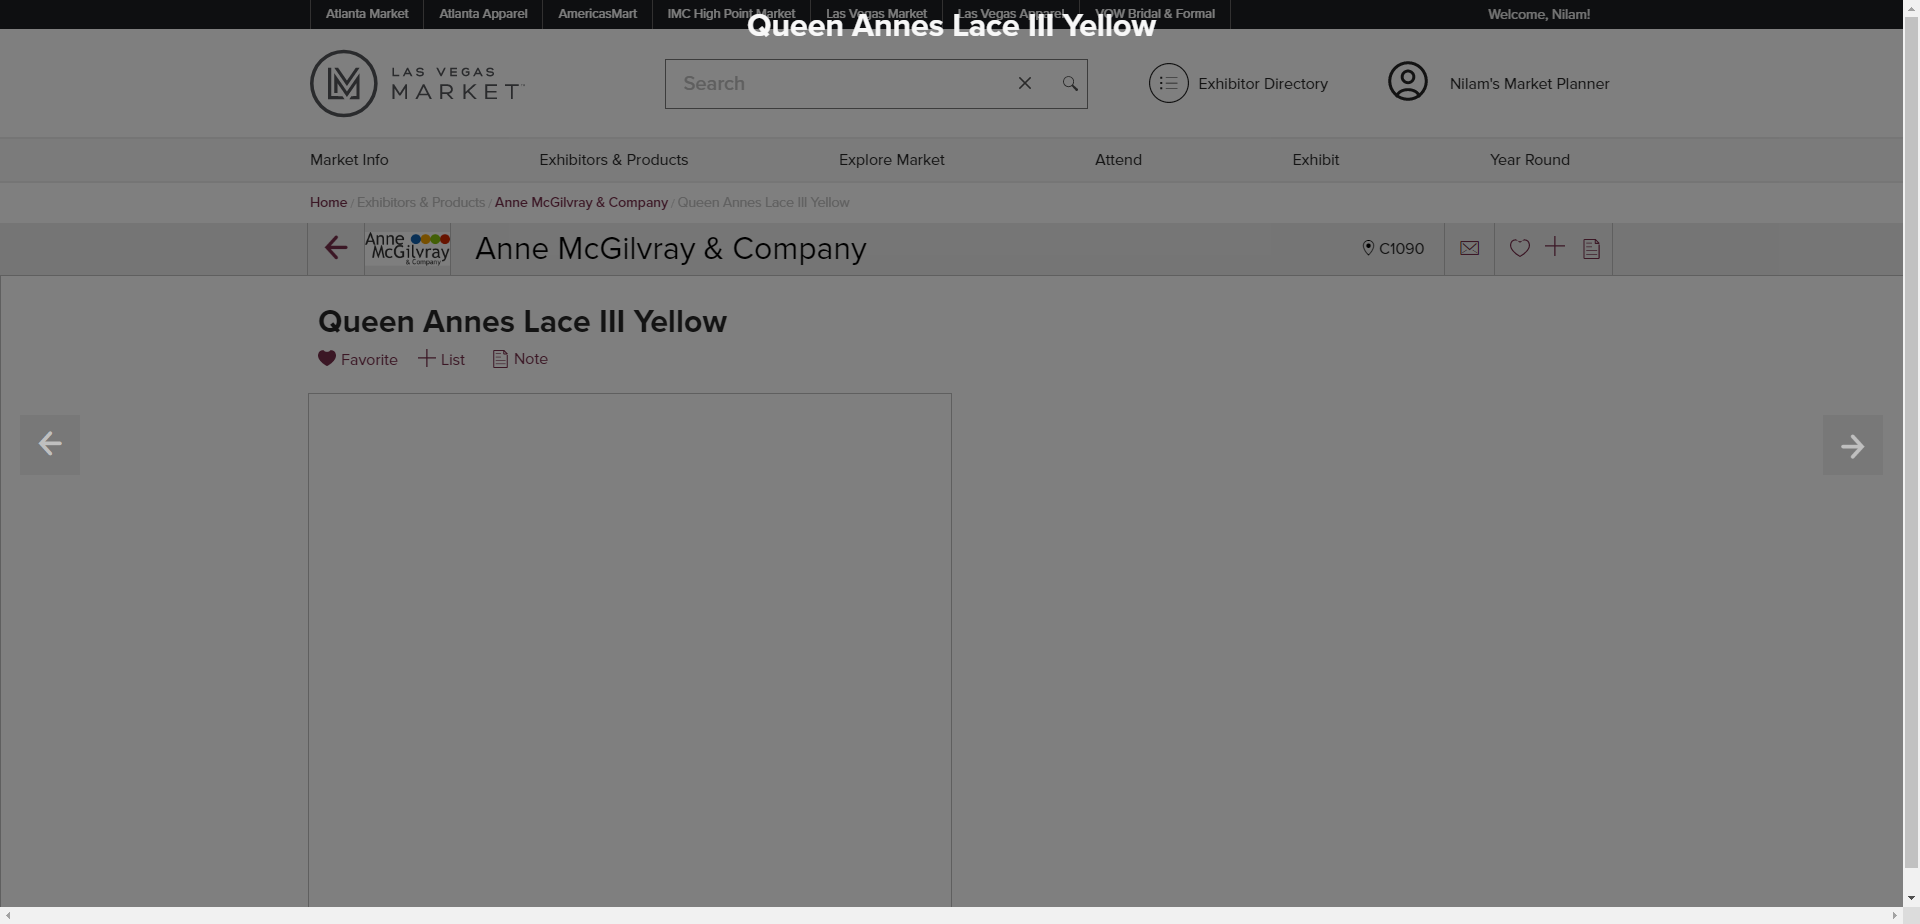 Atlanta Market
Atlanta Apparel
AmericasMart
IMC High Point Market
Las Vegas Market
Las Vegas Apparel
VOW Bridal & Formal
Welcome, Nilam!
Queen Annes Lace III Yellow
LAS VEGAS
MARKET
Search
Exhibitor Directory
Nilam's Market Planner
Market Info
Exhibitors & Products
Explore Market
Attend
Exhibit
Year Round
Home / Exhibitors & Products / Anne McGilvray & Company / Queen Annes Lace III Yellow
Anne
McGilvray
& Company
Anne McGilvray & Company
C1090
Queen Annes Lace III Yellow
Favorite
List
Note